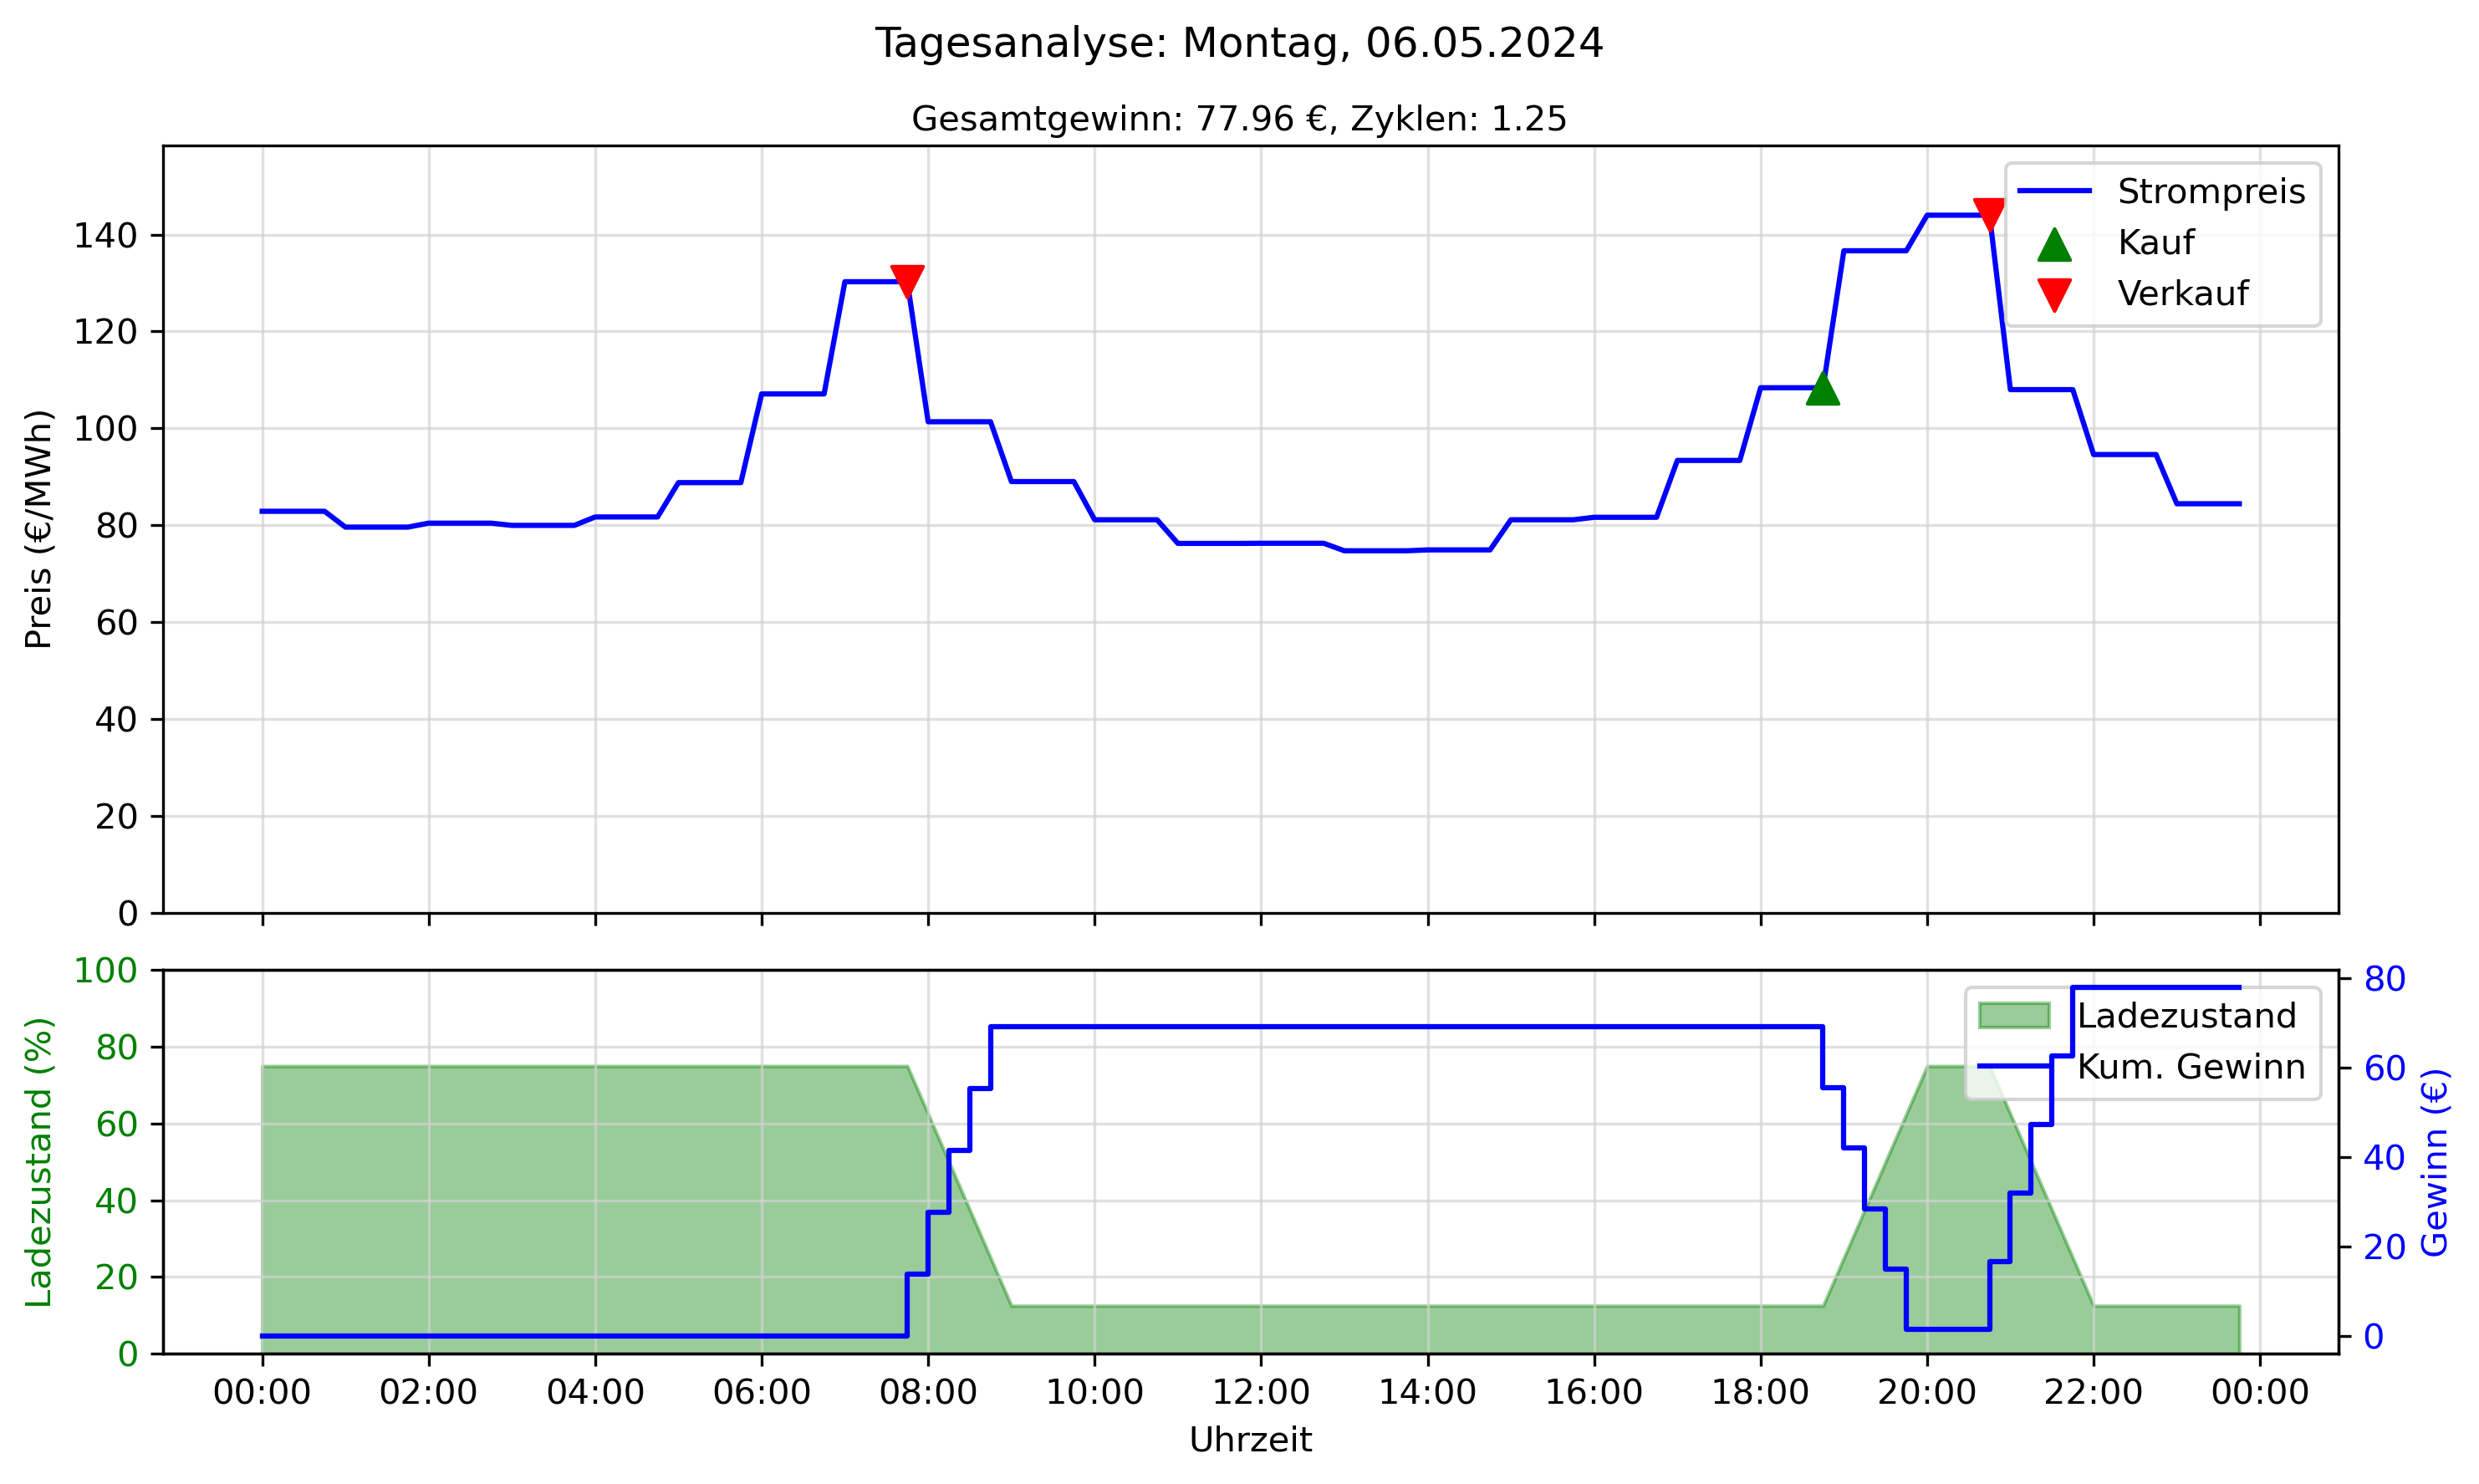 Tagesanalyse: Montag, 06.05.2024
Gesamtgewinn: 77.96 €, Zyklen: 1.25
Preis (€/MWh)
140
120
100
80
60
40
20
0
Strompreis
Kauf
Verkauf
Ladezustand (%)
100
80
60
40
20
0
Ladezustand
Kum. Gewinn
80
60
40
20
0
Gewinn (€)
00:00 02:00 04:00 06:00 08:00 10:00 12:00 14:00 16:00 18:00 20:00 22:00 00:00
Uhrzeit